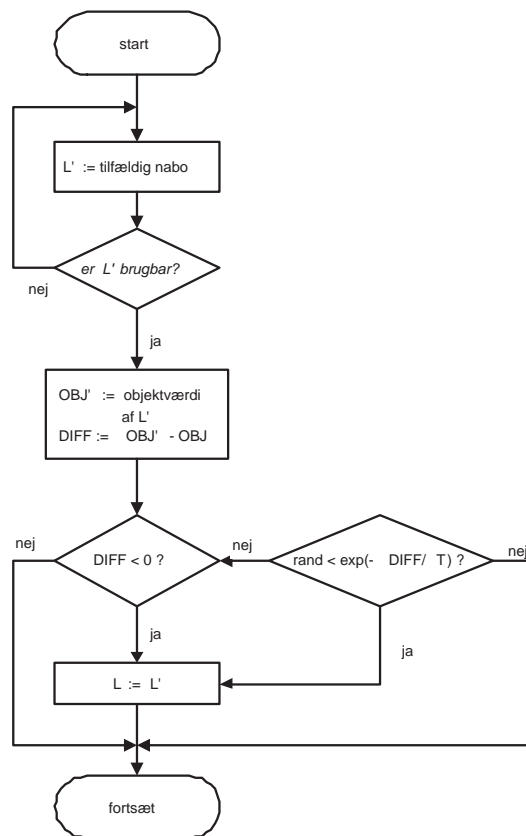 start
L' := tilfældig nabo
er L' brugbar?
nej
ja
OBJ' := objektværdi
af L'
DIFF := OBJ' - OBJ
nej
DIFF < 0 ?
nej
rand < exp(- DIFF/ T) ?
nej
ja
ja
L := L'
fortsæt